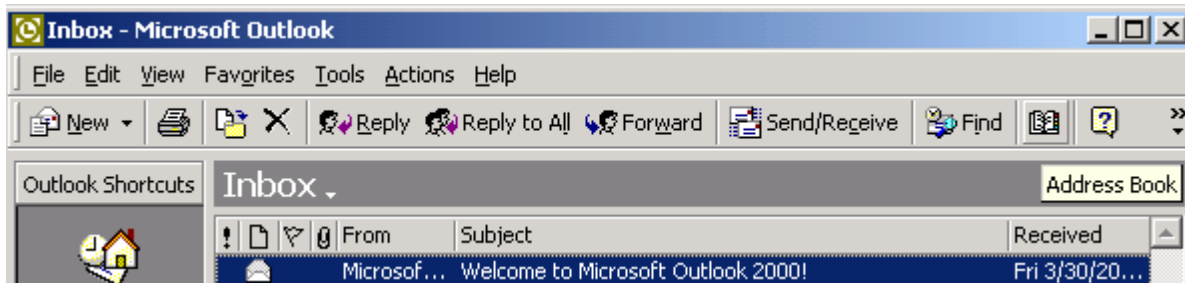 Inbox - Microsoft Outlook
File Edit View Favorites Tools Actions Help
New Reply Reply to All Forward Send/Receive Find
Outlook Shortcuts Inbox Address Book
! From Subject Received
Microsof... Welcome to Microsoft Outlook 2000! Fri 3/30/20...